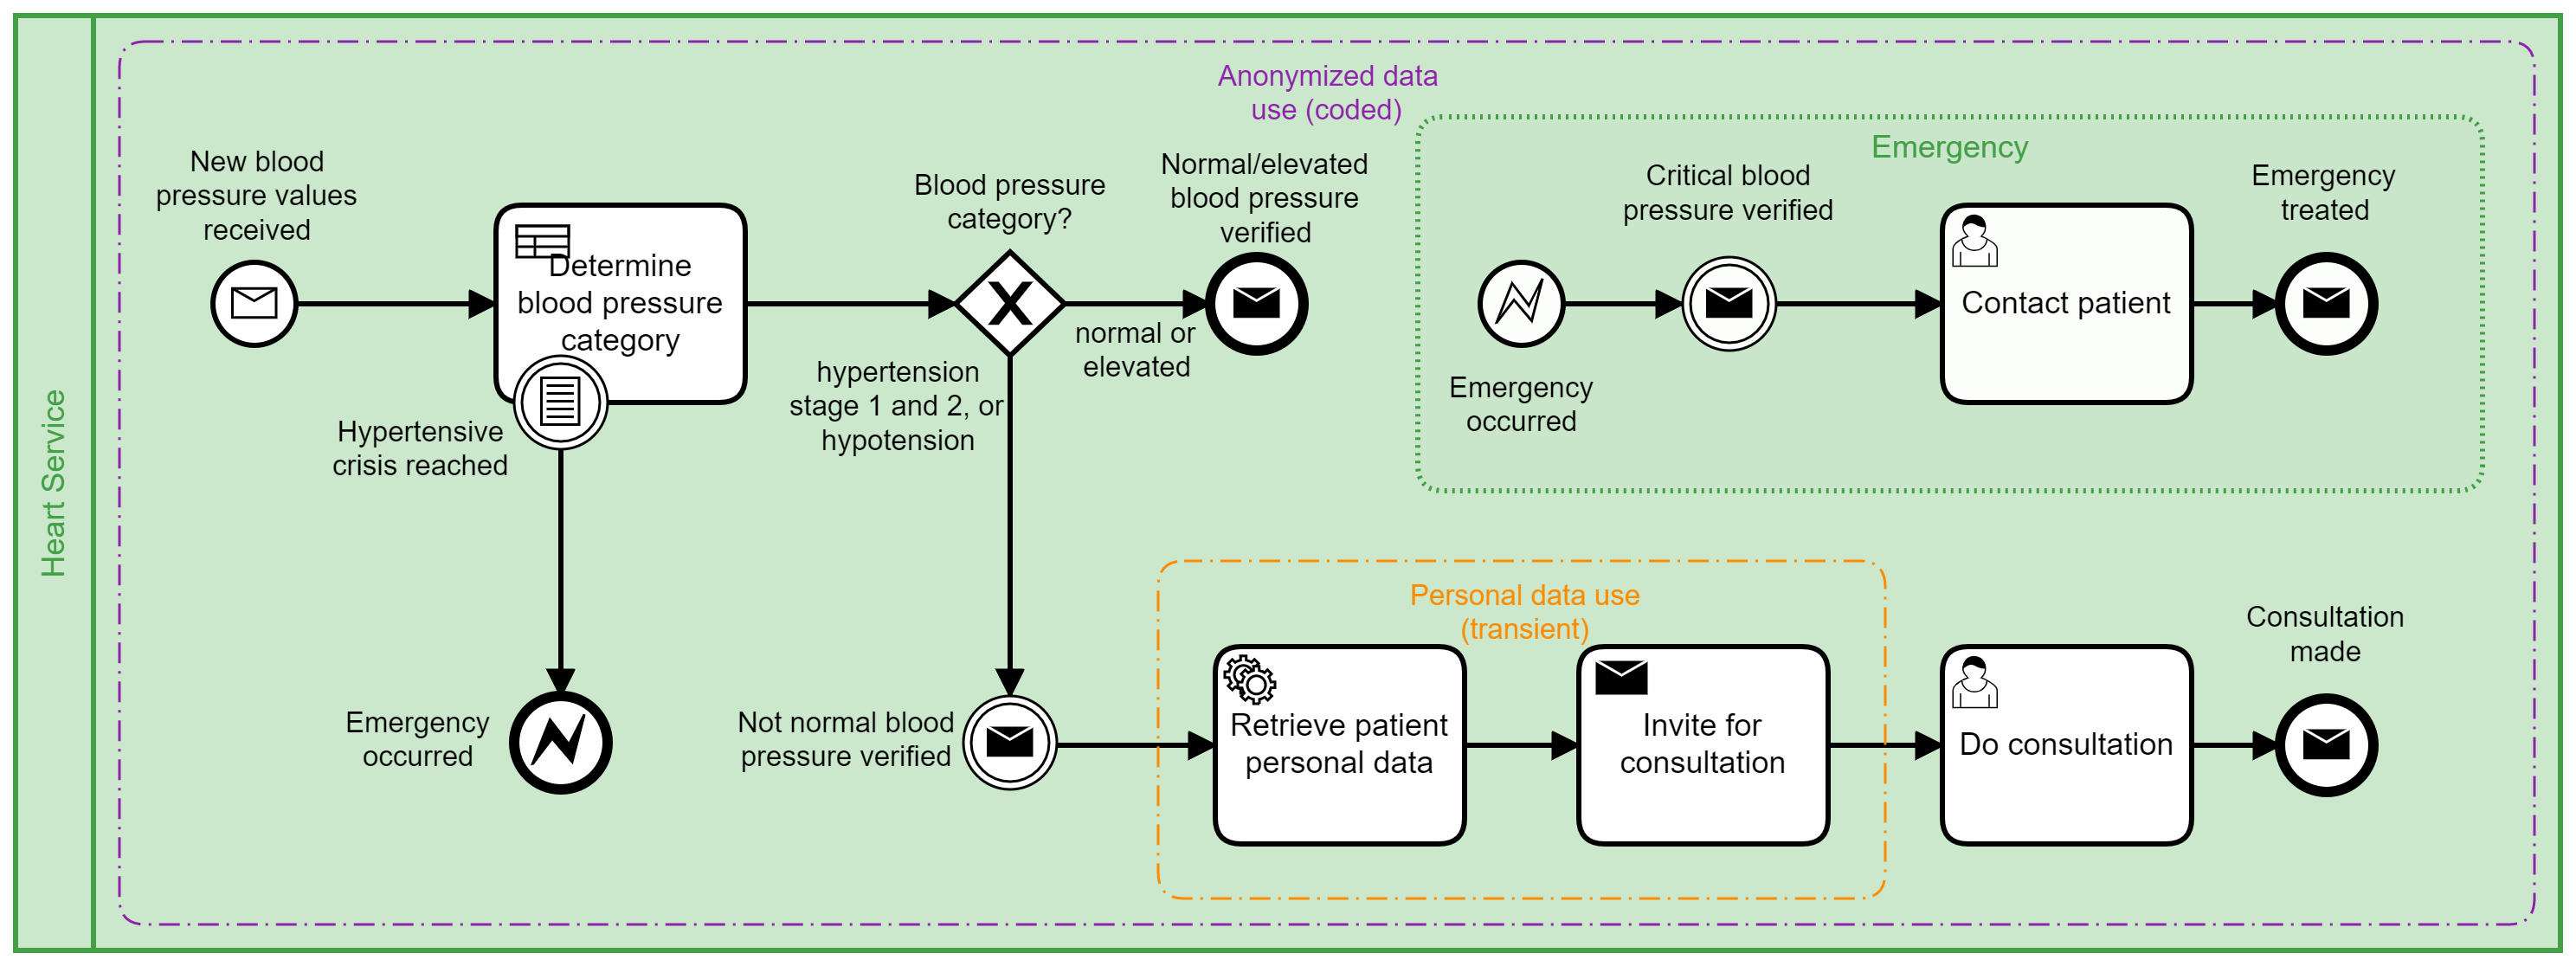 Heart Service
Anonymized data
use (coded)
New blood
pressure values
received
Determine
blood pressure
category
Hypertensive
crisis reached
Emergency
occurred
Blood pressure
category?
Normal/elevated
blood pressure
verified
normal or
elevated
hypertension
stage 1 and 2, or
hypotension
Not normal blood
pressure verified
Emergency
Emergency
occurred
Critical blood
pressure verified
Contact patient
Emergency
treated
Personal data use
(transient)
Retrieve patient
personal data
Invite for
consultation
Do consultation
Consultation
made